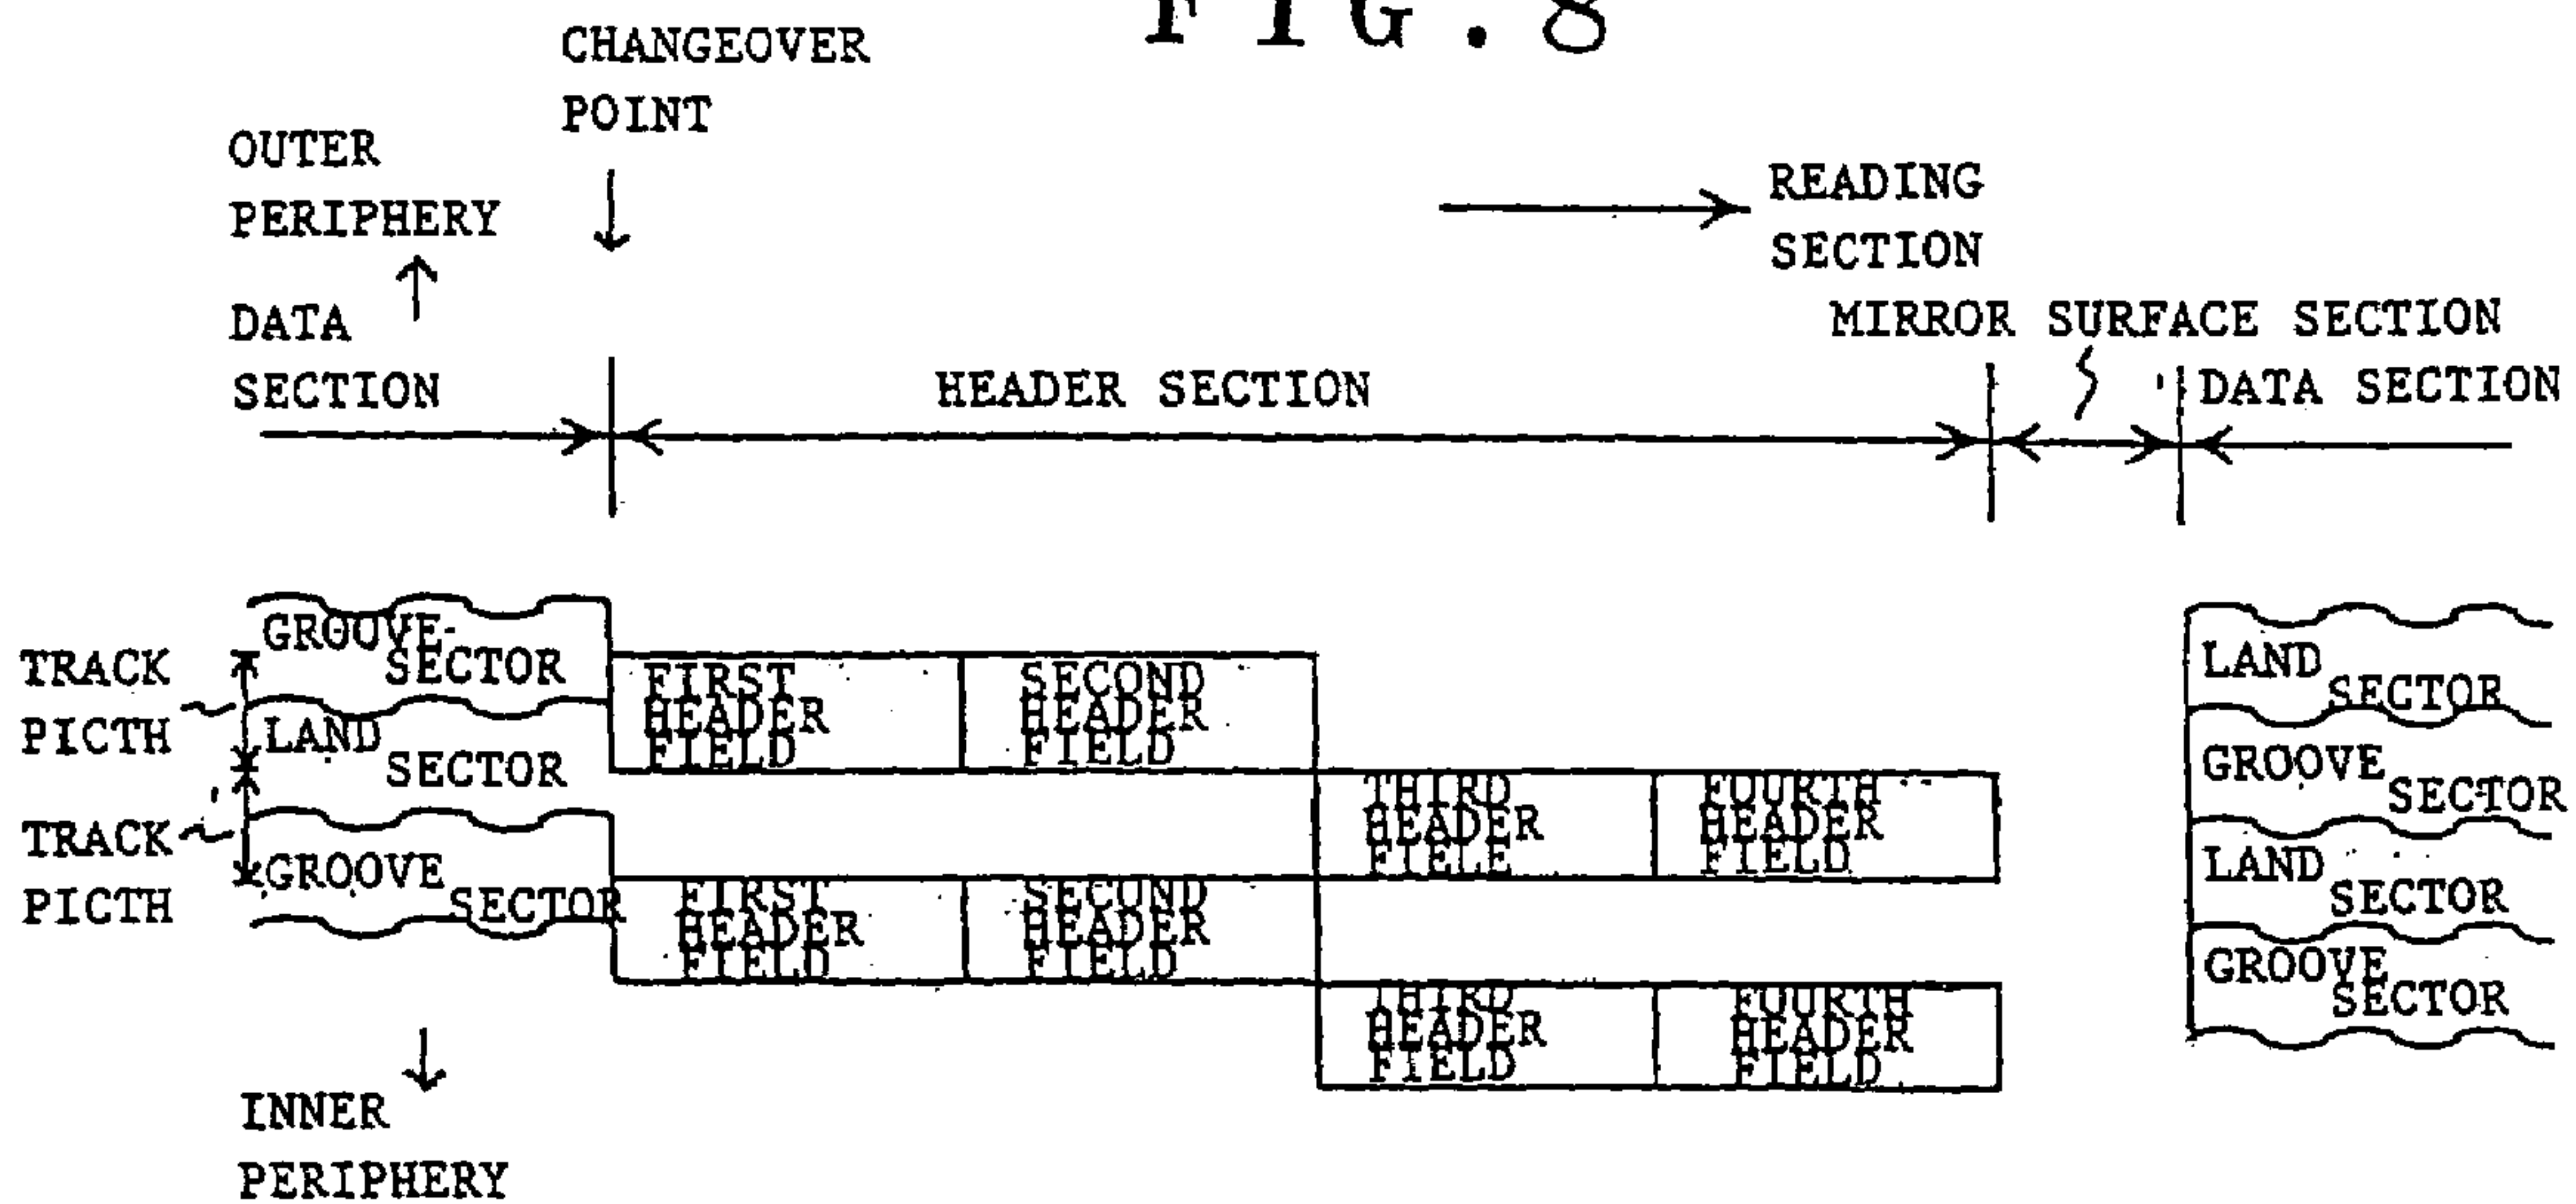 FIG.8
CHANGEOVER
POINT
OUTER
PERIPHERY
READING
SECTION
DATA
SECTION
HEADER SECTION
MIRROR SURFACE SECTION
DATA SECTION
TRACK
PICTH
TRACK
PICTH
GROOVE
SECTOR
LAND
SECTOR
GROOVE
SECTOR
FIRST
HEADER
FIELD
SECOND
HEADER
FIELD
THIRD
HEADER
FIELE
FOURTH
HEADER
FIELD
FIRST
HEADER
FIELD
SECOND
HEADER
FIELD
THIRD
HEADER
FIELD
FOURTH
HEADER
FIELD
LAND
SECTOR
GROOVE
SECTOR
LAND
SECTOR
GROOVE
SECTOR
INNER
PERIPHERY